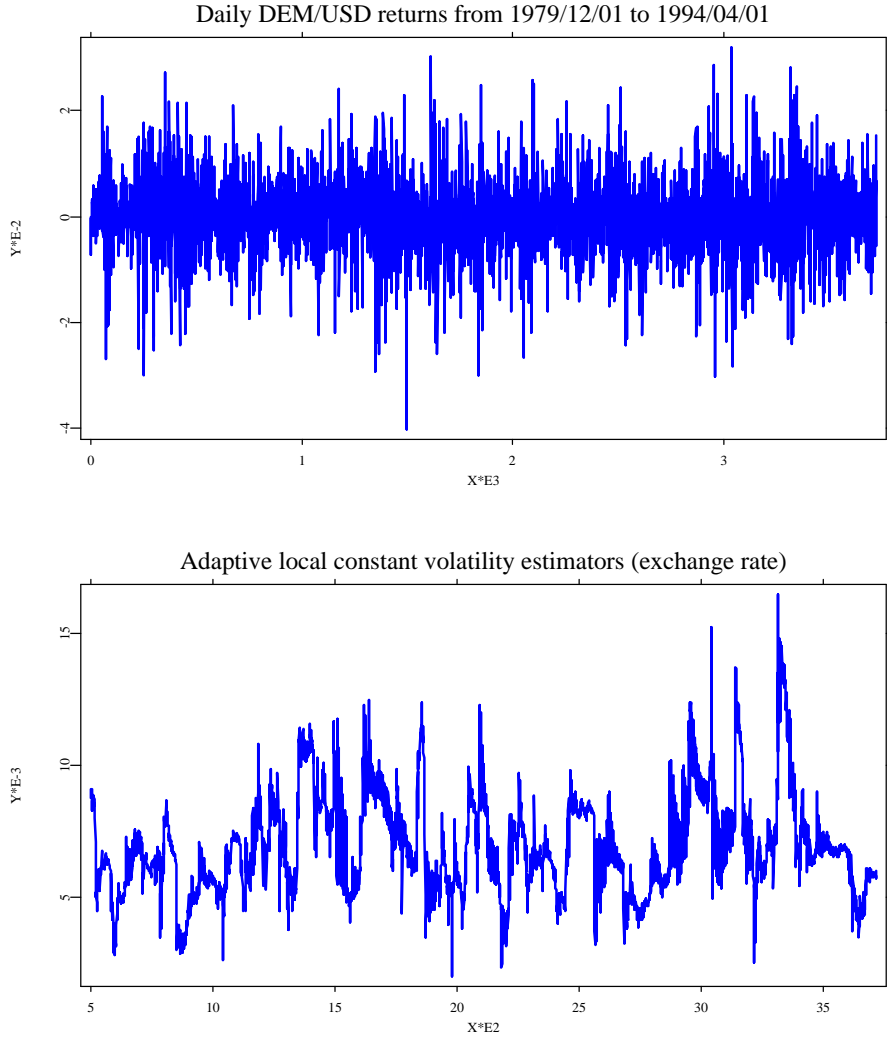 Daily DEM/USD returns from 1979/12/01 to 1994/04/01
2
0
-2
-4
Y*E-2
0 1 2 3
X*E3
Adaptive local constant volatility estimators (exchange rate)
15
10
5
Y*E-3
5 10 15 20 25 30 35
X*E2